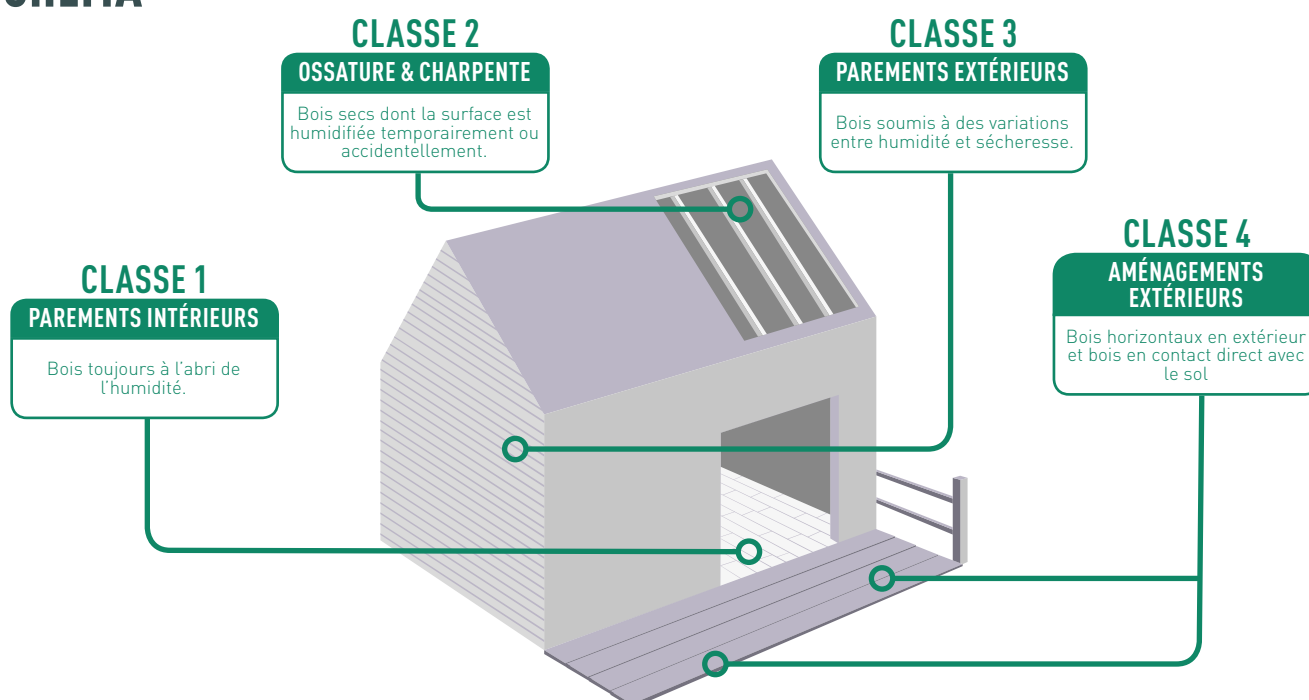 CLASSE 2
OSSATURE & CHARPENTE
Bois secs dont la surface est
humidifiée temporairement ou
accidentellement.
CLASSE 3
PAREMENTS EXTÉRIEURS
Bois soumis à des variations
entre humidité et sécheresse.
CLASSE 1
PAREMENTS INTÉRIEURS
Bois toujours à l'abri de
l'humidité.
CLASSE 4
AMÉNAGEMENTS
EXTÉRIEURS
Bois horizontaux en extérieur
et bois en contact direct avec
le sol